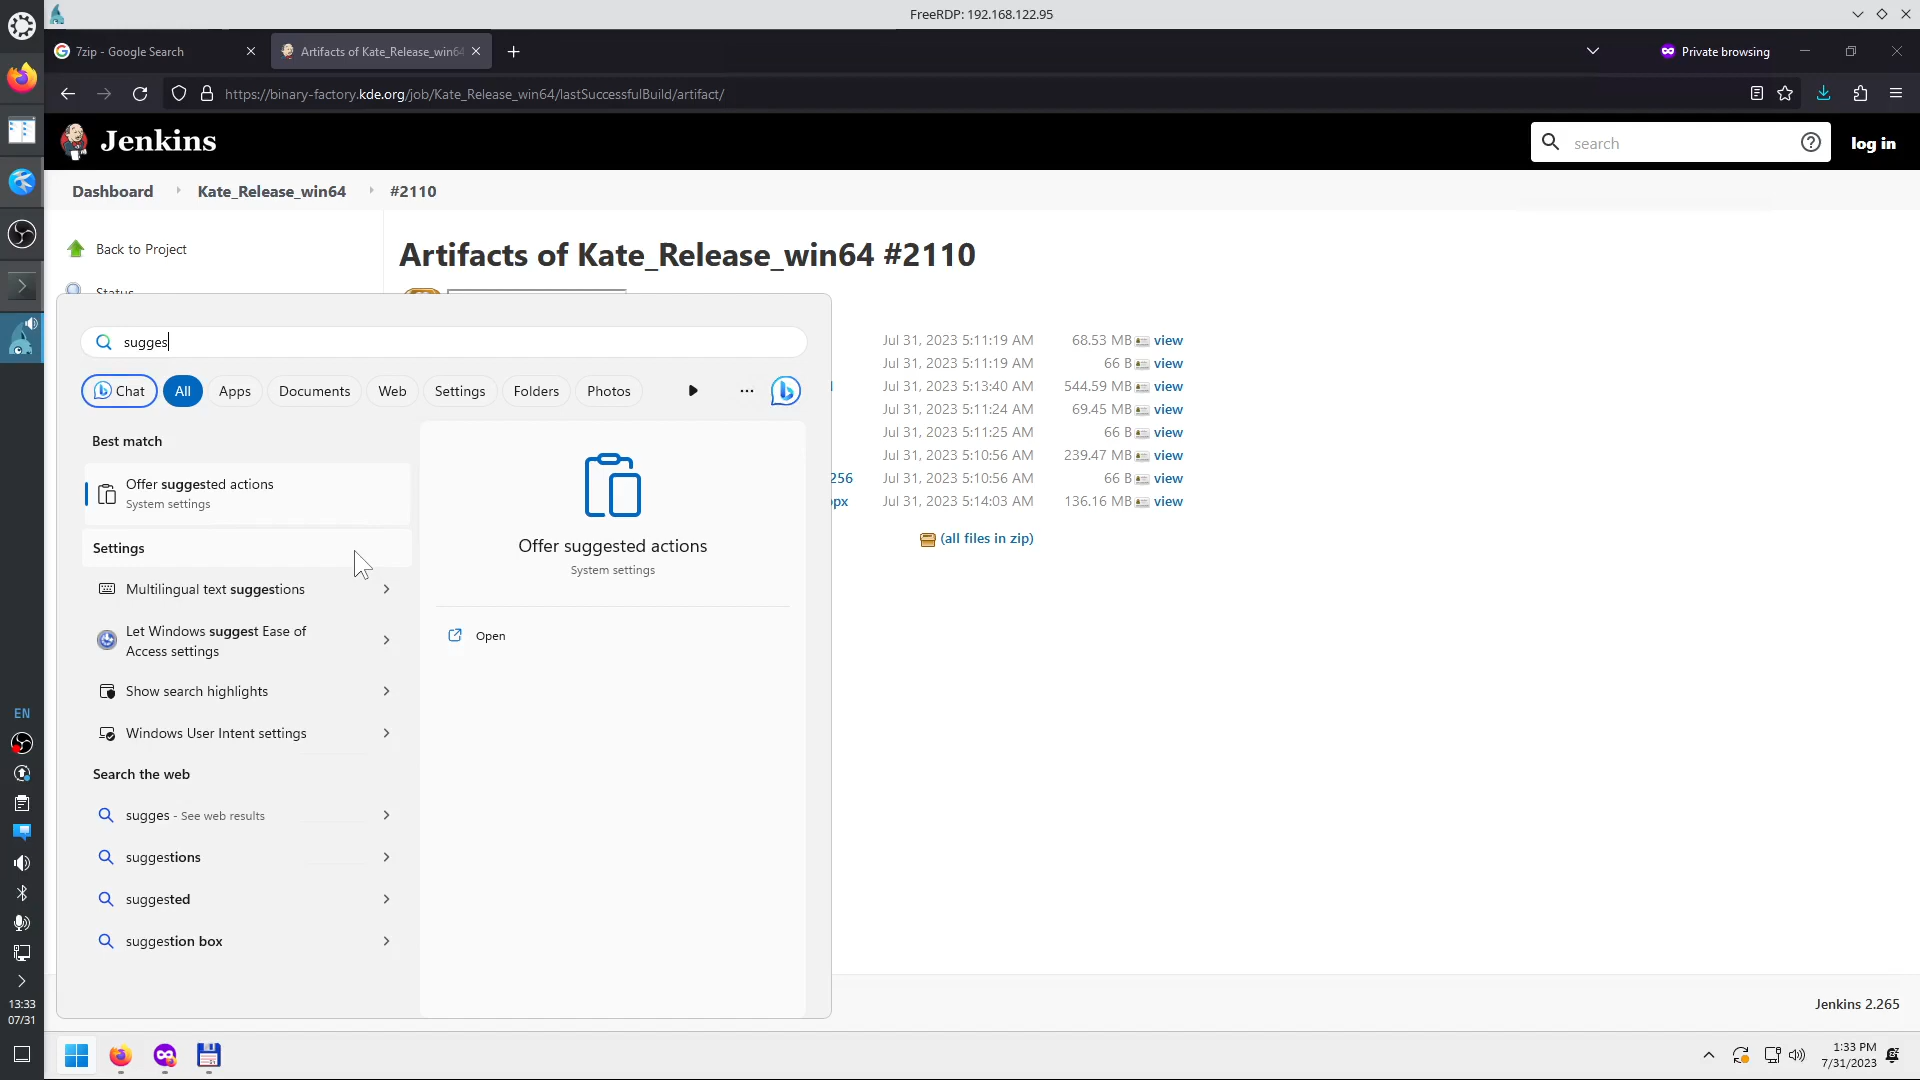 FreeRDP: 192.168.122.95
7zip - Google Search
Artifacts of Kate_Release_win64
Private browsing
https://binary-factory.kde.org/job/Kate_Release_win64/lastSuccessfulBuild/artifact/
Jenkins
search
log in
Dashboard
Kate_Release_win64
#2110
Back to Project
Artifacts of Kate_Release_win64 #2110
Status
sugges
Chat
All
Apps
Documents
Web
Settings
Folders
Photos
Best match
Offer suggested actions
System settings
Settings
Multilingual text suggestions
Let Windows suggest Ease of
Access settings
Show search highlights
Windows User Intent settings
Search the web
sugges - See web results
suggestions
suggested
suggestion box
Offer suggested actions
System settings
Open
Jul 31, 2023 5:11:19 AM 68.53 MB view
Jul 31, 2023 5:11:19 AM 66 B view
Jul 31, 2023 5:13:40 AM 544.59 MB view
Jul 31, 2023 5:11:24 AM 69.45 MB view
Jul 31, 2023 5:11:25 AM 66 B view
Jul 31, 2023 5:10:56 AM 239.47 MB view
256 Jul 31, 2023 5:10:56 AM 66 B view
px Jul 31, 2023 5:14:03 AM 136.16 MB view
(all files in zip)
Jenkins 2.265
EN
13:33
07/31
1:33 PM
7/31/2023